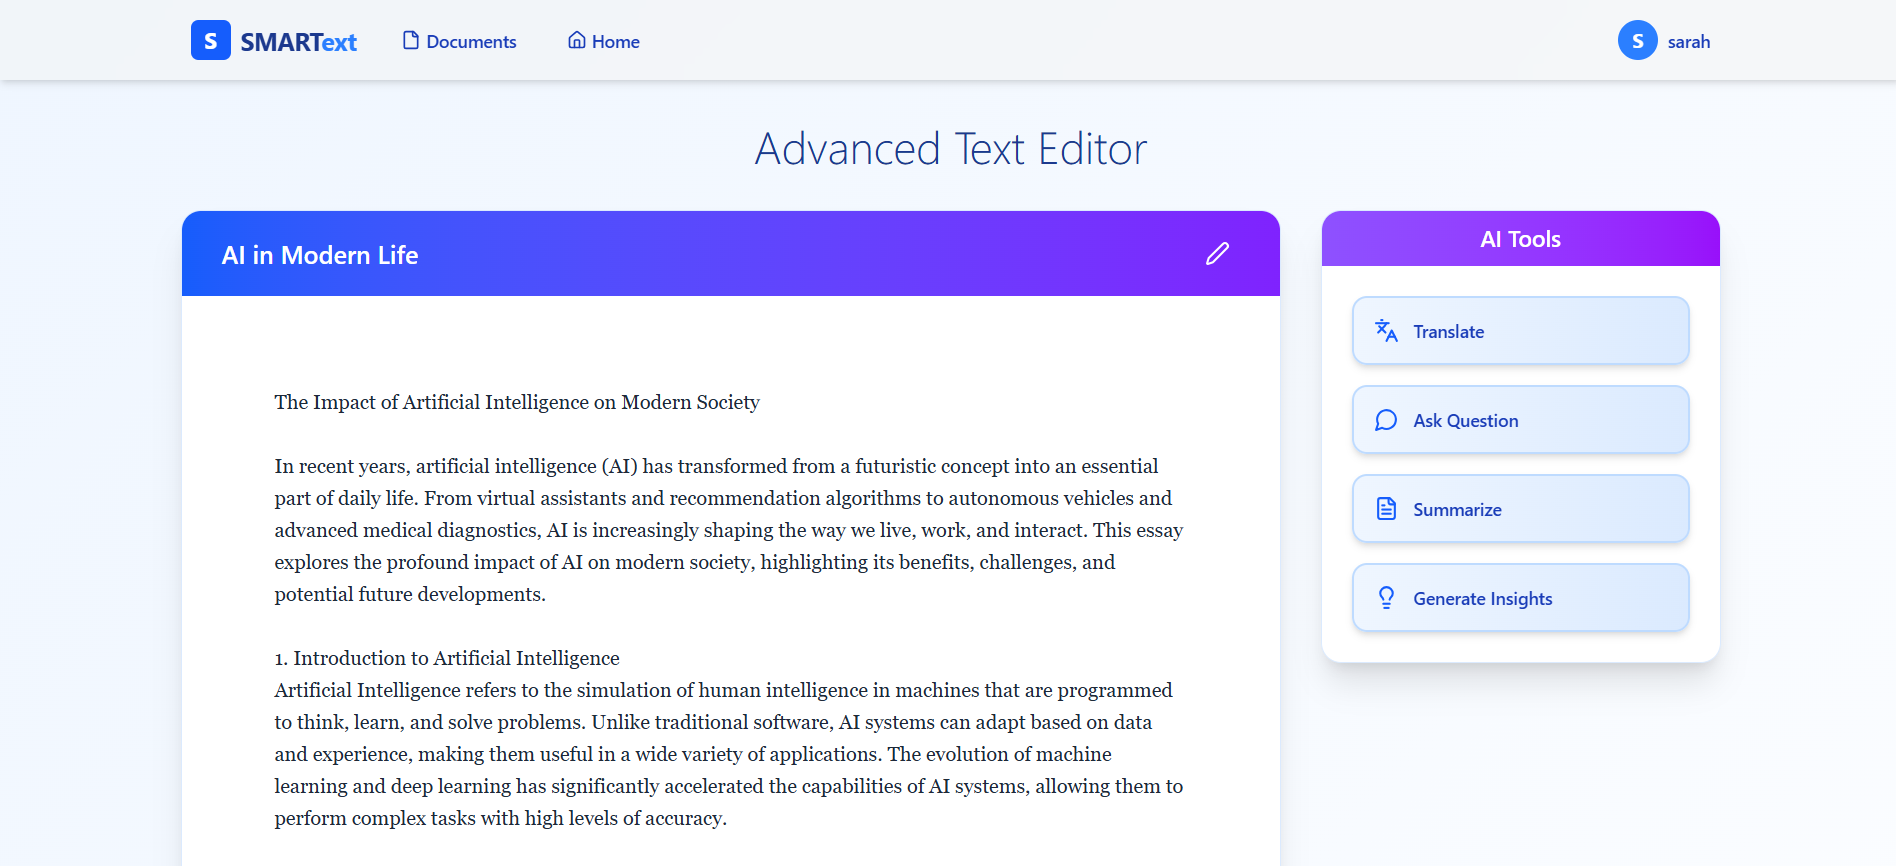 S SMARText Documents Home S sarah
Advanced Text Editor
AI in Modern Life
The Impact of Artificial Intelligence on Modern Society
In recent years, artificial intelligence (AI) has transformed from a futuristic concept into an essential
part of daily life. From virtual assistants and recommendation algorithms to autonomous vehicles and
advanced medical diagnostics, AI is increasingly shaping the way we live, work, and interact. This essay
explores the profound impact of AI on modern society, highlighting its benefits, challenges, and
potential future developments.
1. Introduction to Artificial Intelligence
Artificial Intelligence refers to the simulation of human intelligence in machines that are programmed
to think, learn, and solve problems. Unlike traditional software, AI systems can adapt based on data
and experience, making them useful in a wide variety of applications. The evolution of machine
learning and deep learning has significantly accelerated the capabilities of AI systems, allowing them to
perform complex tasks with high levels of accuracy.
AI Tools
Translate
Ask Question
Summarize
Generate Insights